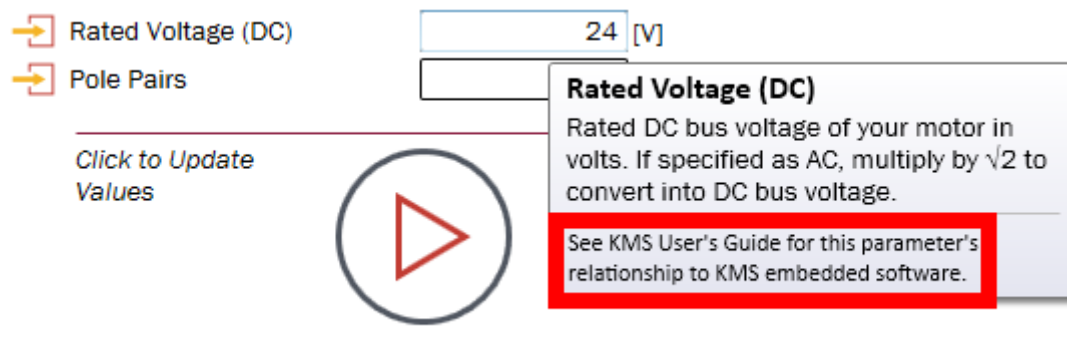 Rated Voltage (DC)
24 [V]
Pole Pairs
Rated Voltage (DC)
Rated DC bus voltage of your motor in
volts. If specified as AC, multiply by √2 to
convert into DC bus voltage.
See KMS User's Guide for this parameter's
relationship to KMS embedded software.
Click to Update
Values